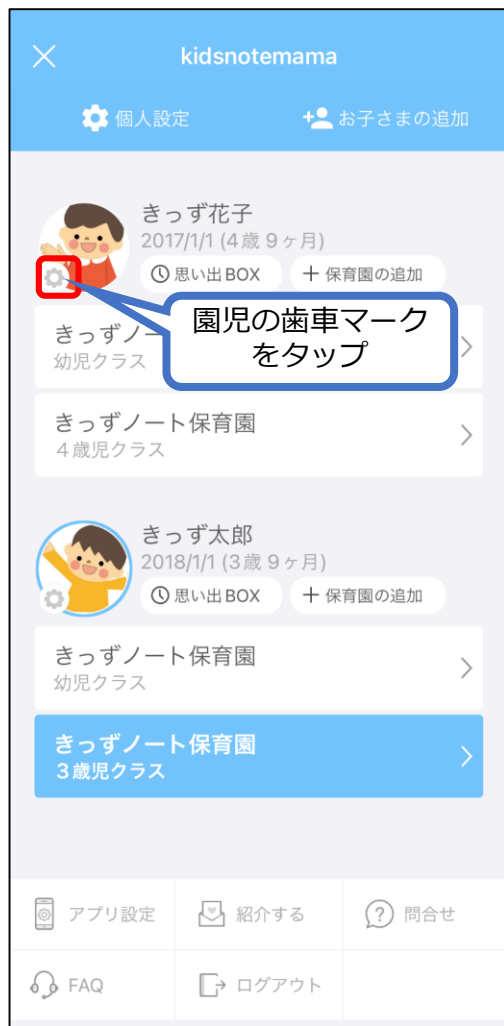 kidsnotemama
個人設定
お子さまの追加
きっず花子
2017/1/1 (4歳 9ヶ月)
思い出BOX
保育園の追加
園児の歯車マーク
をタップ
きっずノー
幼児クラス
きっずノート保育園
4歳児クラス
きっず太郎
2018/1/1 (3歳 9ヶ月)
思い出BOX
保育園の追加
きっずノート保育園
幼児クラス
きっずノート保育園
3歳児クラス
アプリ設定
紹介する
問合せ
FAQ
ログアウト